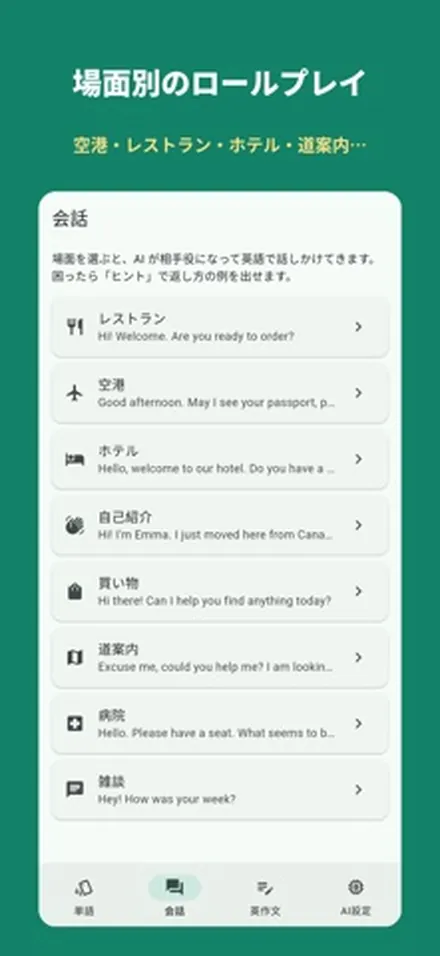 場面別のロールプレイ
空港・レストラン・ホテル・道案内…
会話
場面を選ぶと、AI が相手役になって英語で話しかけてきます。
困ったら「ヒント」で返し方の例を出せます。
レストラン
Hi! Welcome. Are you ready to order?
空港
Good afternoon. May I see your passport, p…
ホテル
Hello, welcome to our hotel. Do you have a …
自己紹介
Hi! I'm Emma. I just moved here from Cana…
買い物
Hi there! Can I help you find anything today?
道案内
Excuse me, could you help me? I am lookin…
病院
Hello. Please have a seat. What seems to b…
雑談
Hey! How was your week?
単語 会話 英作文 AI設定